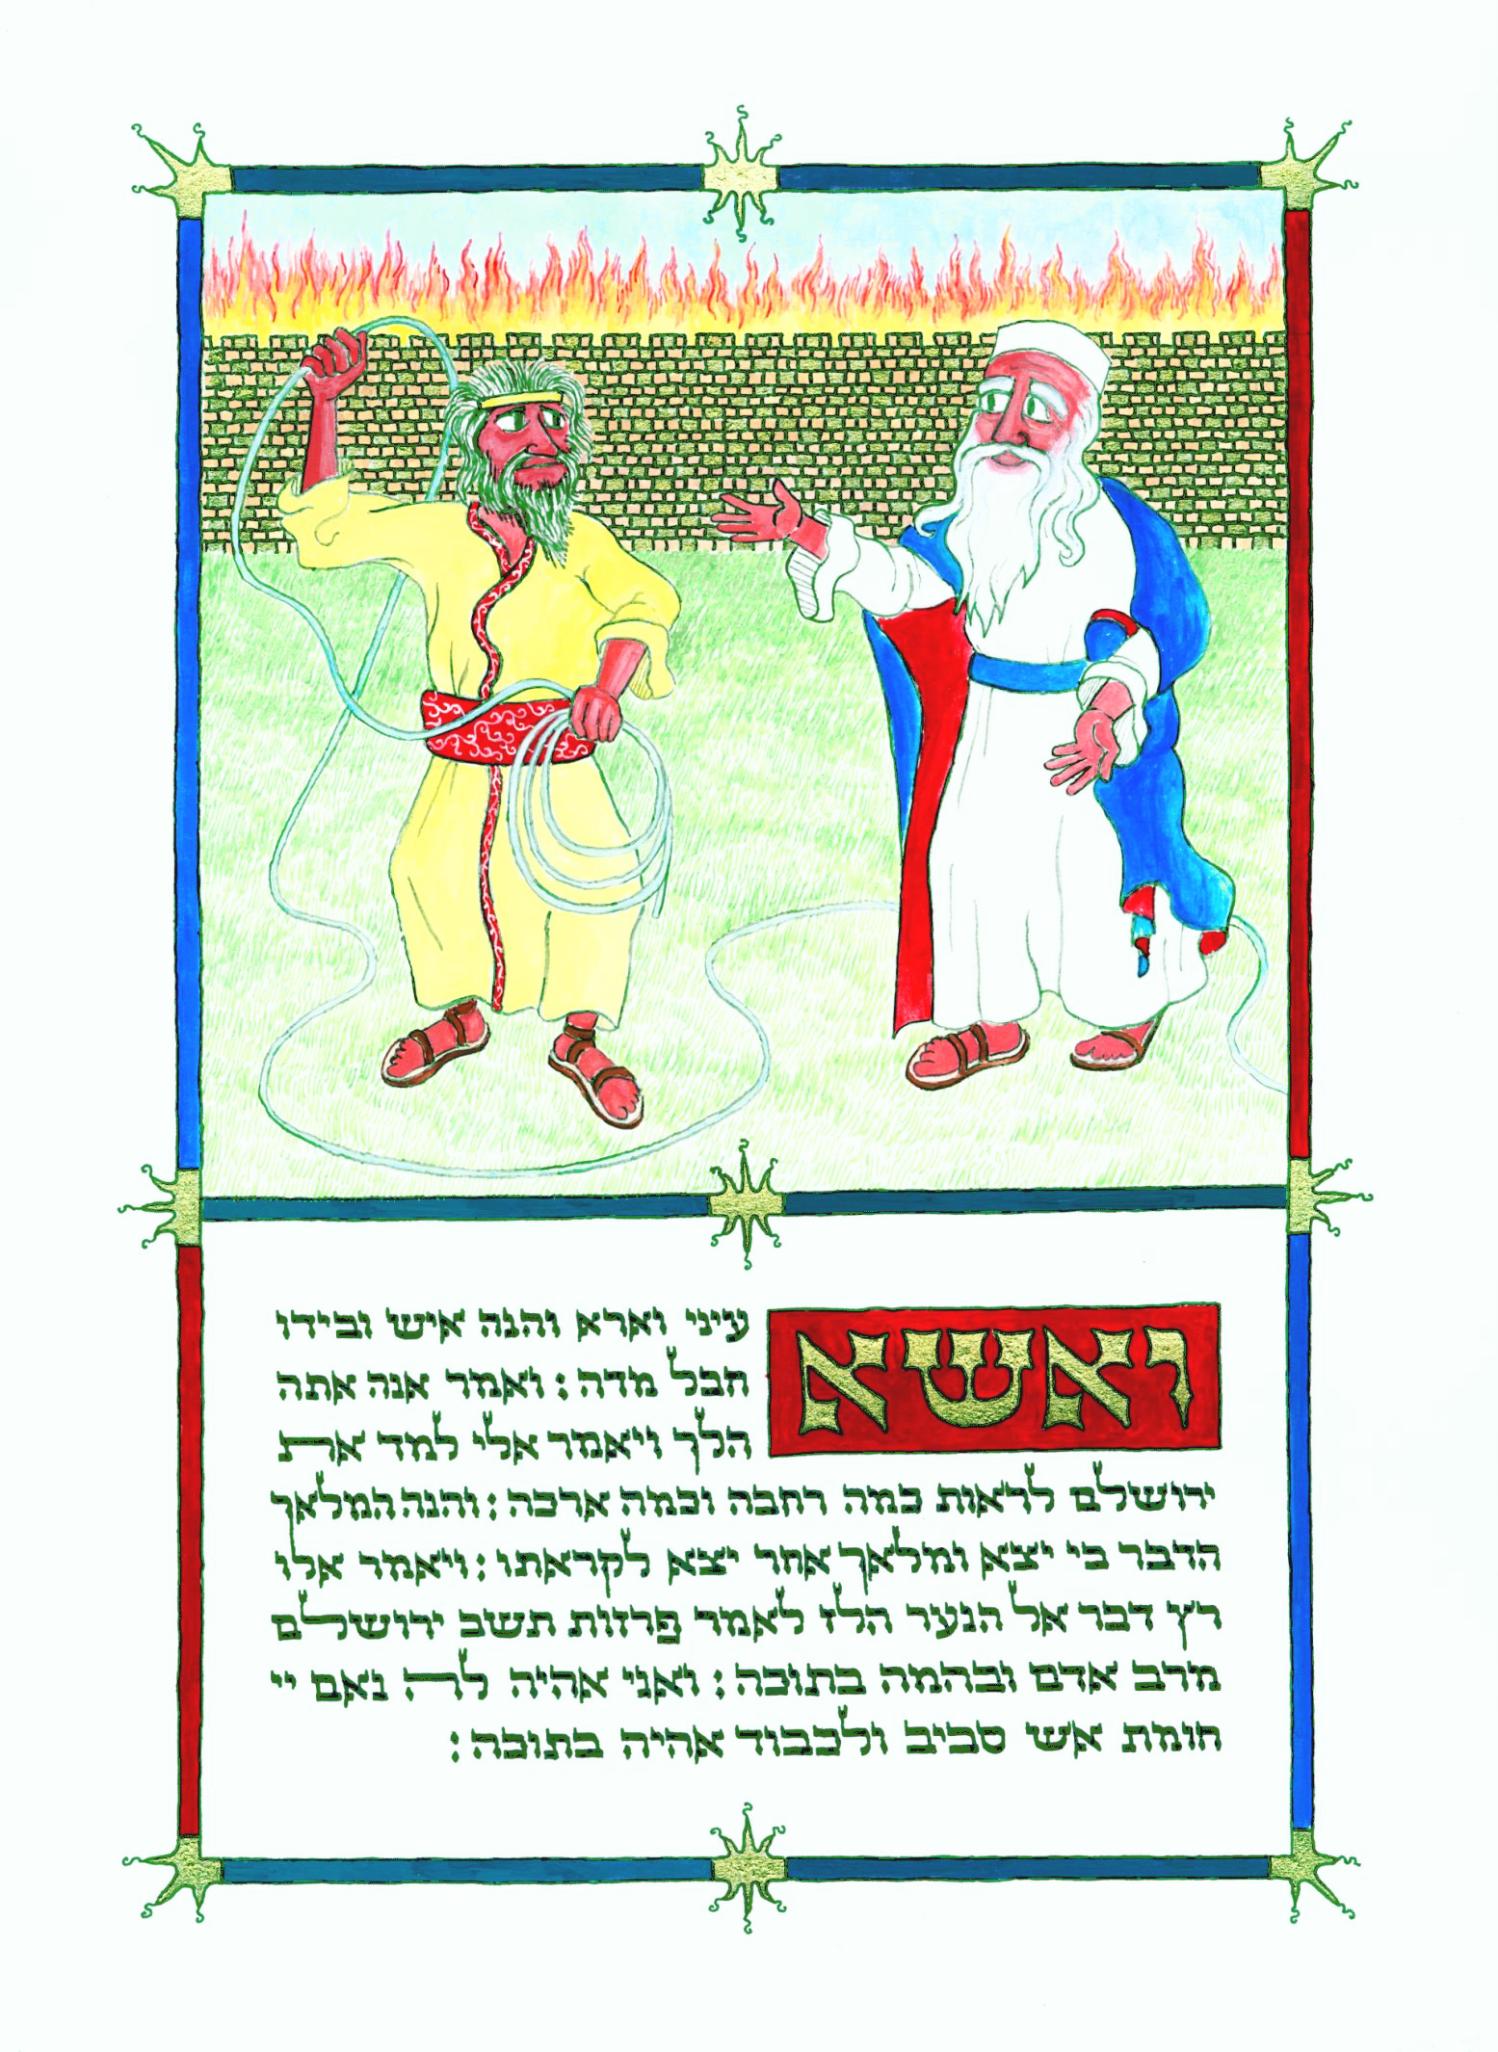 ואשא
עיני וארא והנה איש ובידו
חבל מדה : ואמר אנה אתה
הלך ויאמר אלי למד את
ירושלם לראות כמה רחבה וכמה ארכה : והנה המלאך
הדבר בי יצא ומלאך אחר יצא לקראתו : ויאמר אלו
רץ דבר אל הנער הלז לאמר פרזות תשב ירושלם
מרב אדם ובהמה בתוכה : ואני אהיה לה נאם יי
חומת אש סביב ולכבוד אהיה בתוכה :